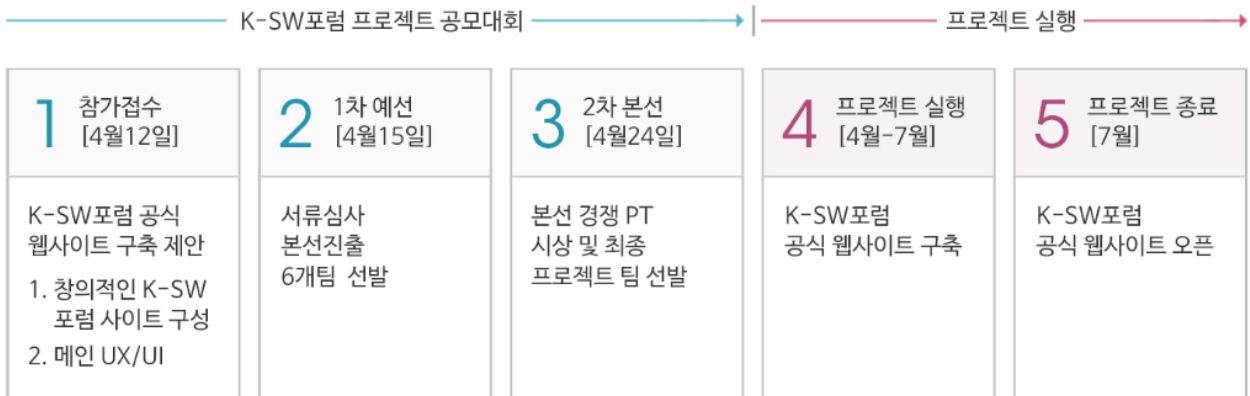 K-SW포럼 프로젝트 공모대회
프로젝트 실행
1 참가접수
[4월12일]
K-SW포럼 공식
웹사이트 구축 제안
1. 창의적인 K-SW
포럼 사이트 구성
2. 메인 UX/UI
2 1차 예선
[4월15일]
서류심사
본선진출
6개팀 선발
3 2차 본선
[4월24일]
본선 경쟁 PT
시상 및 최종
프로젝트 팀 선발
4 프로젝트 실행
[4월-7월]
K-SW포럼
공식 웹사이트 구축
5 프로젝트 종료
[7월]
K-SW포럼
공식 웹사이트 오픈